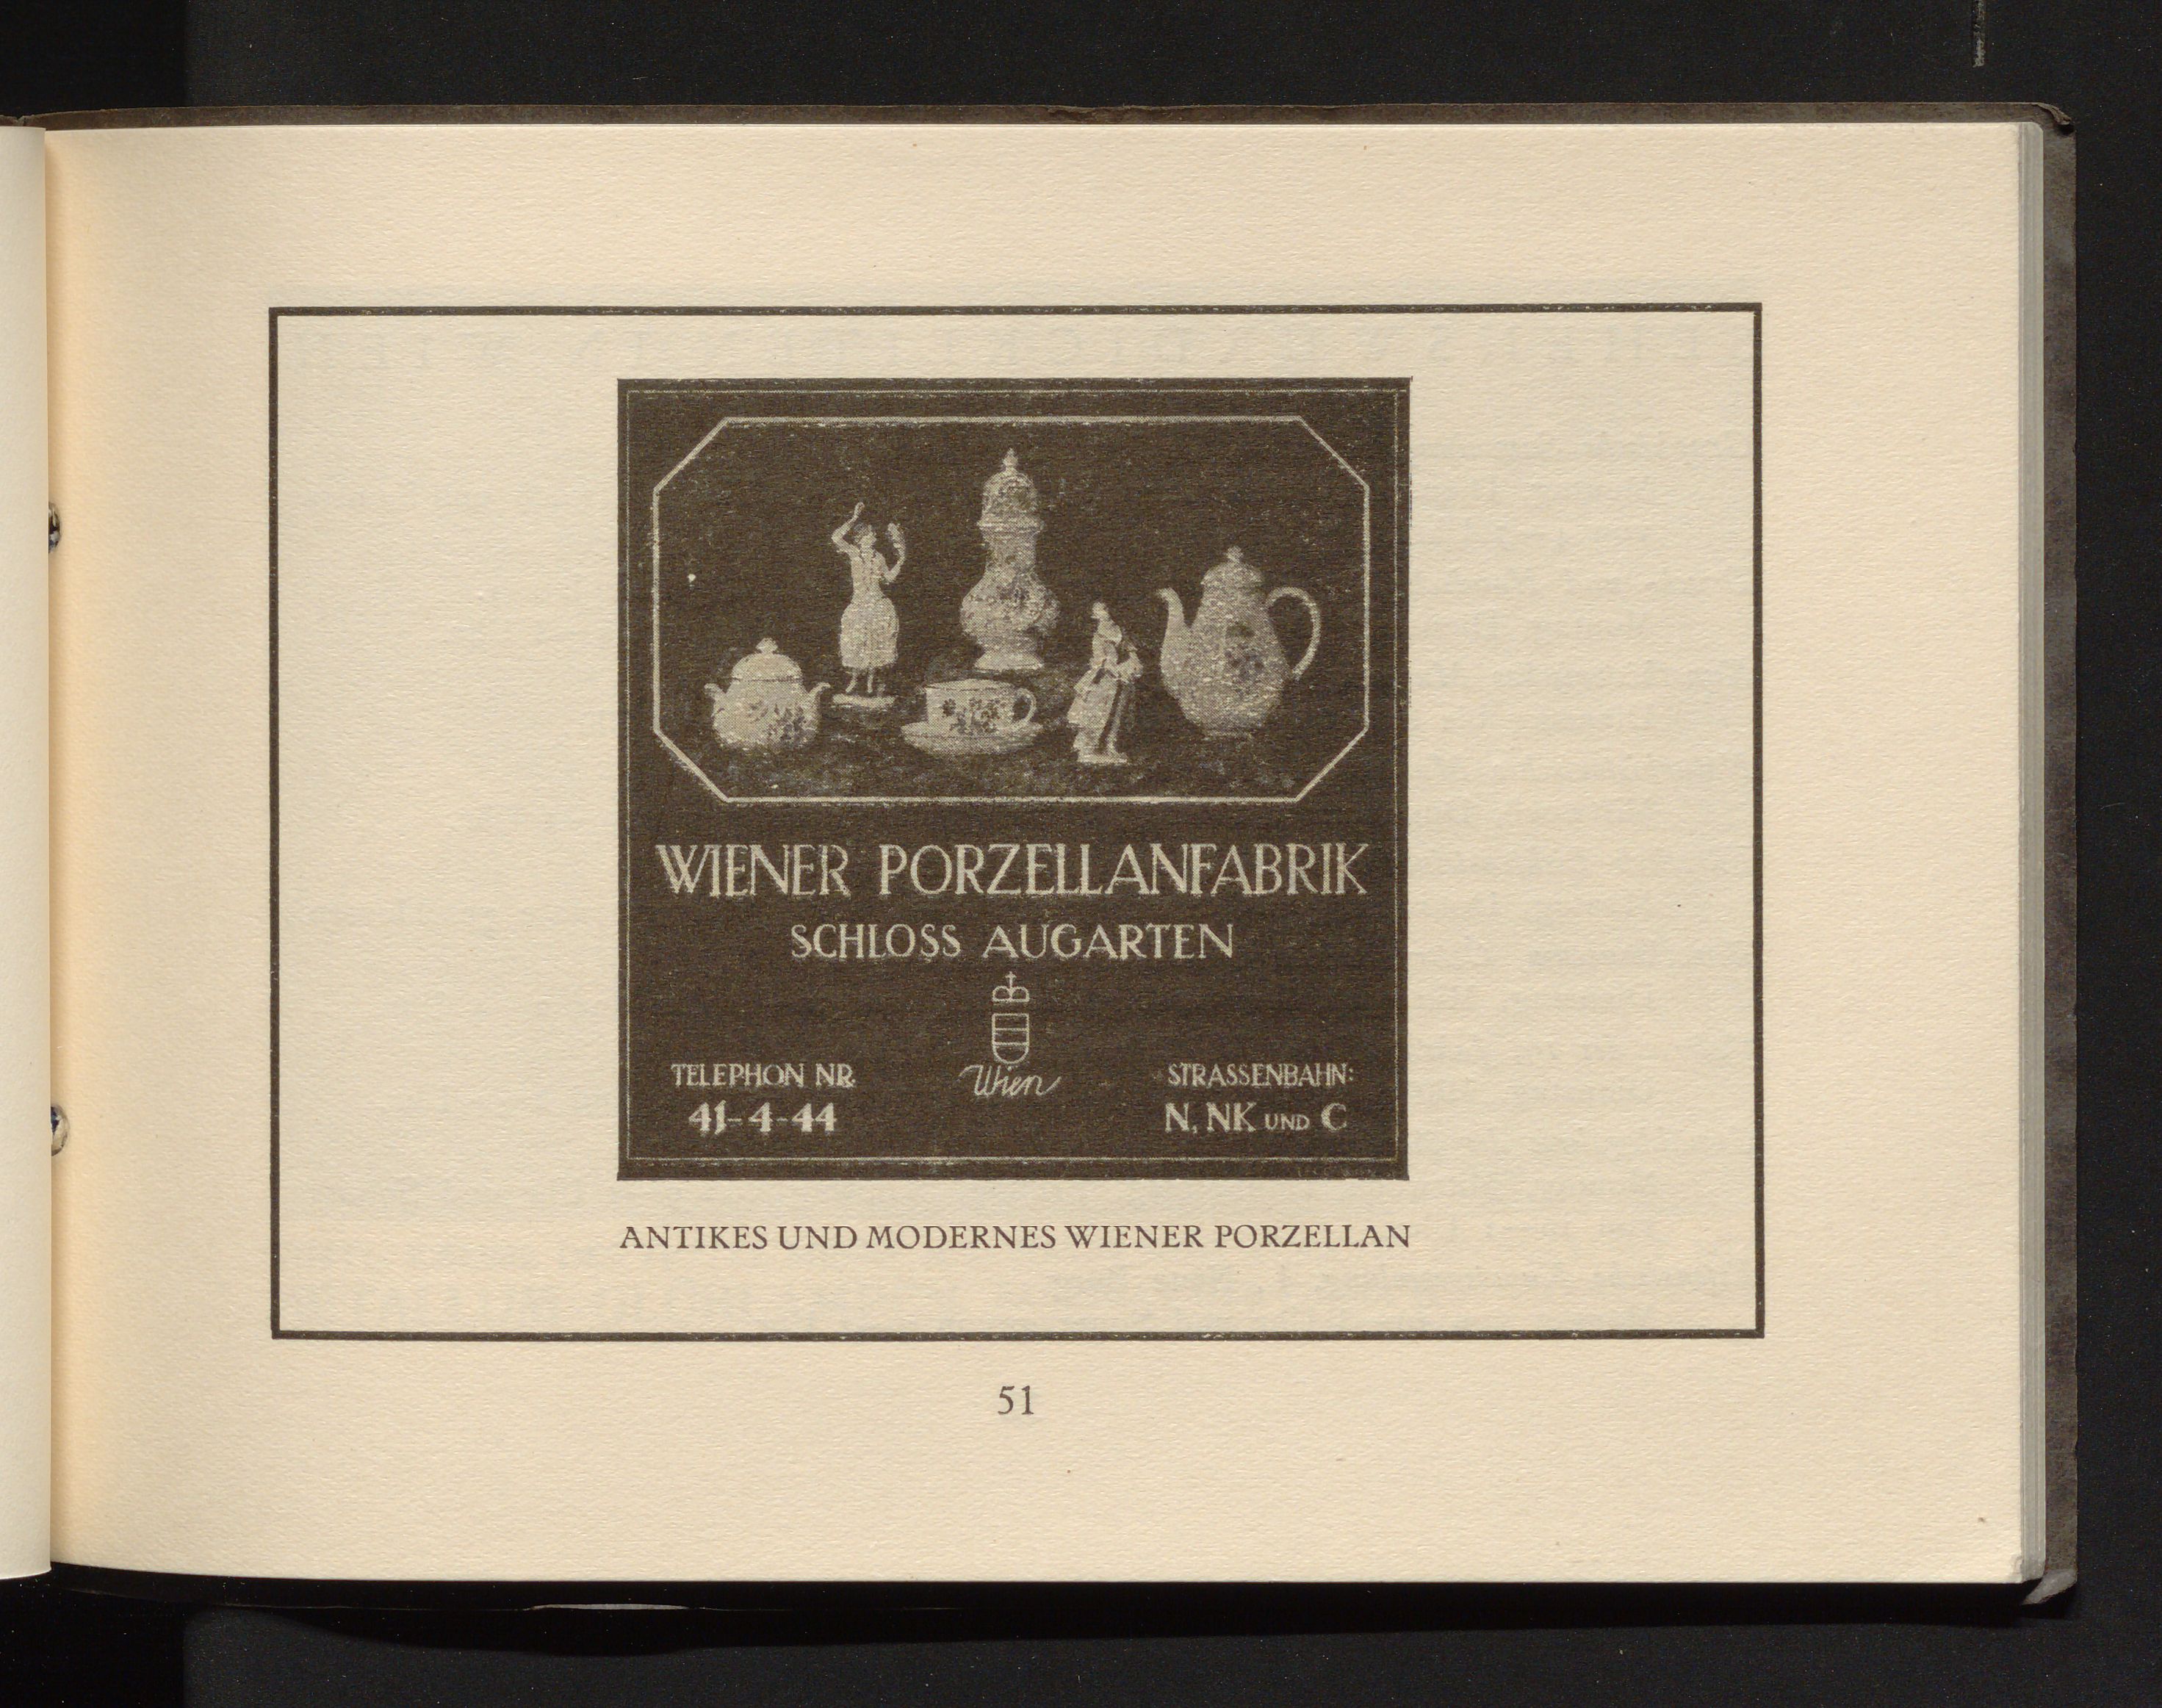 WIENER PORZELLANFABRIK
SCHLOSS AUGARTEN
TELEPHON NR.
41-4-44
Wien
STRASSENBAHN:
N, NK UND C
ANTIKES UND MODERNES WIENER PORZELLAN
51